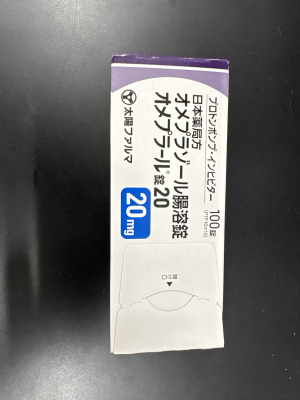 プロトンポンプ・インヒビター
100錠
(PTP10×10)
日本薬局方
オメプラゾール腸溶錠
オメプラール®錠20
20mg
太陽ファルマ